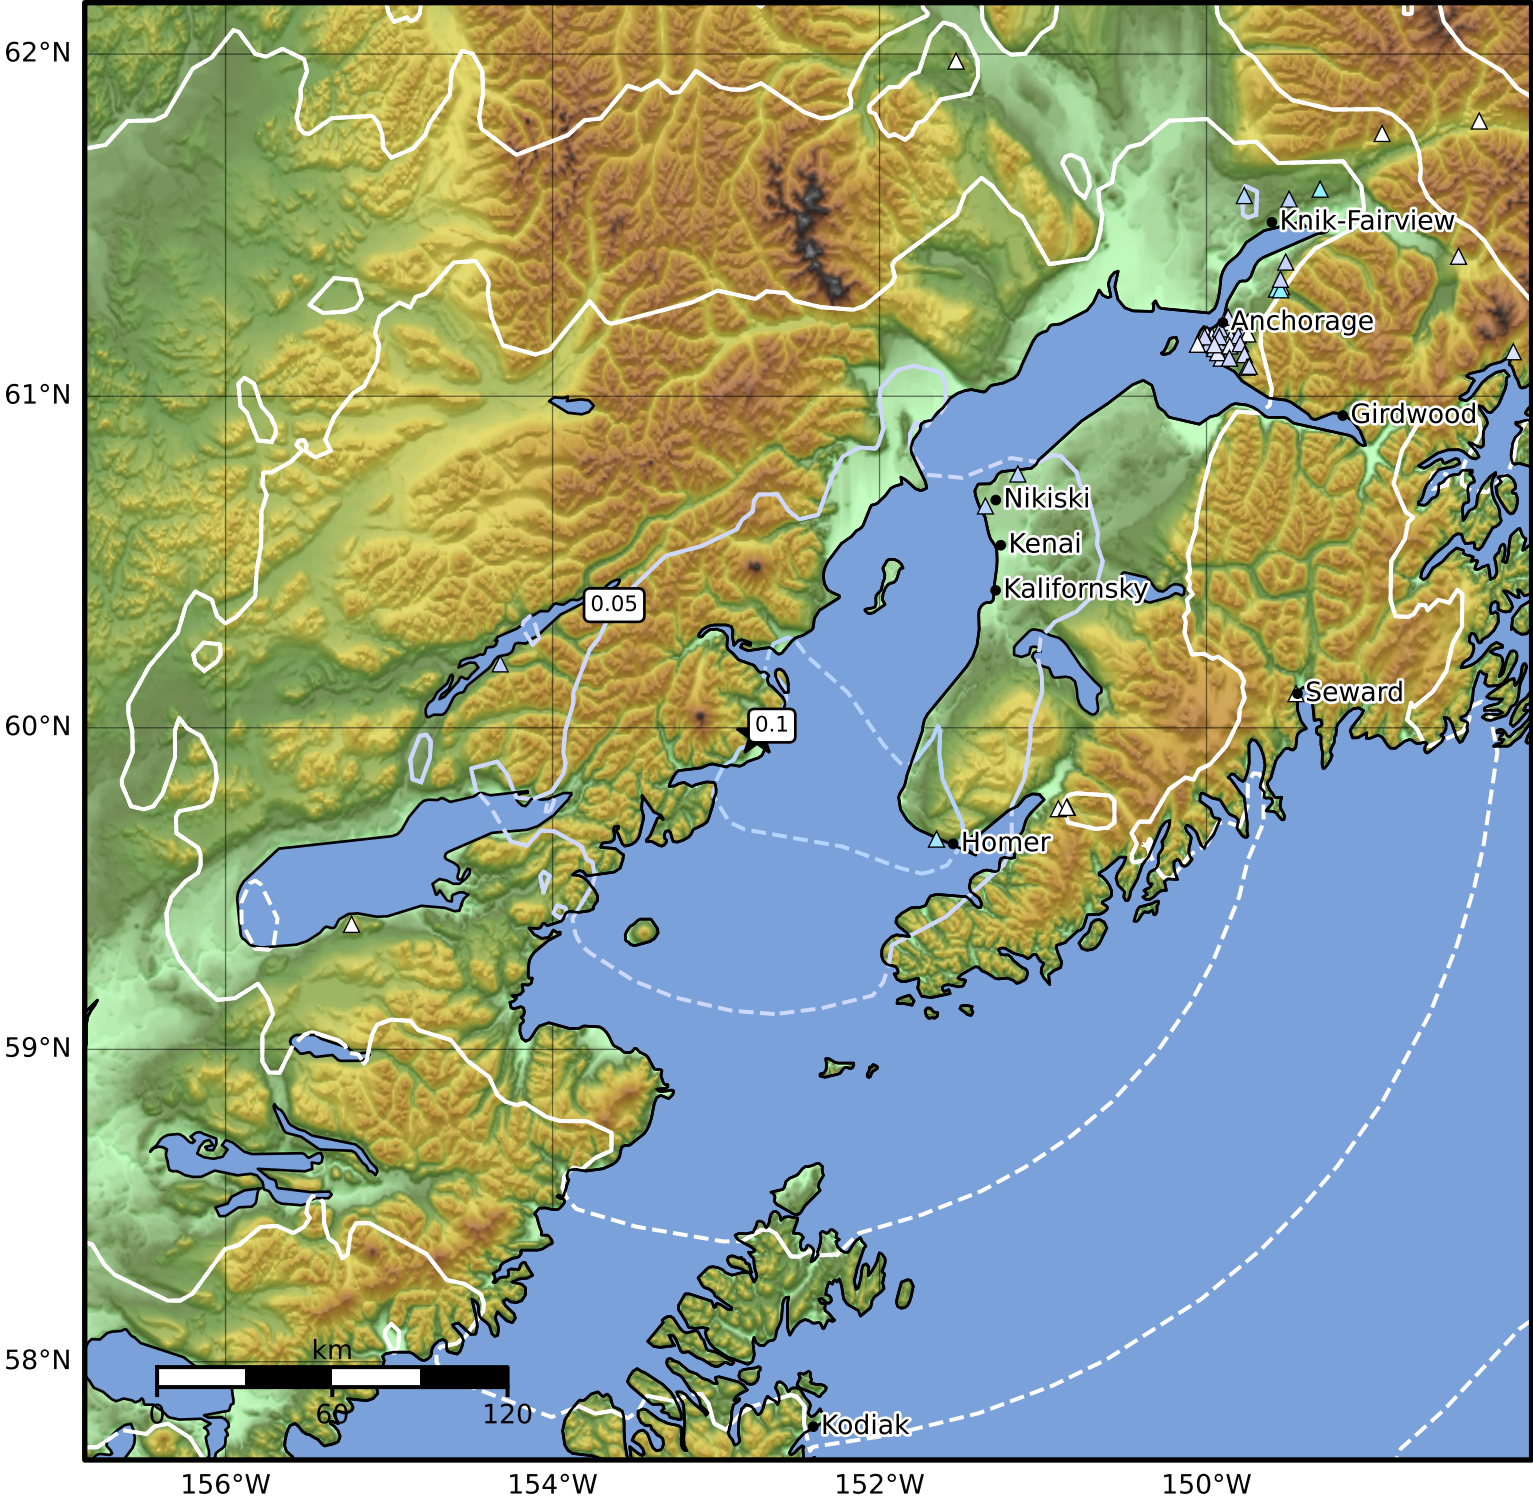 62°N
Knik-Fairview
Anchorage
61°N
Girdwood
Nikiski
Kenai
Kalifornsky
0.05
Seward
60°N
0.1
Homer
59°N
58°N
km
0
60
120
Kodiak
156°W
154°W
152°W
150°W